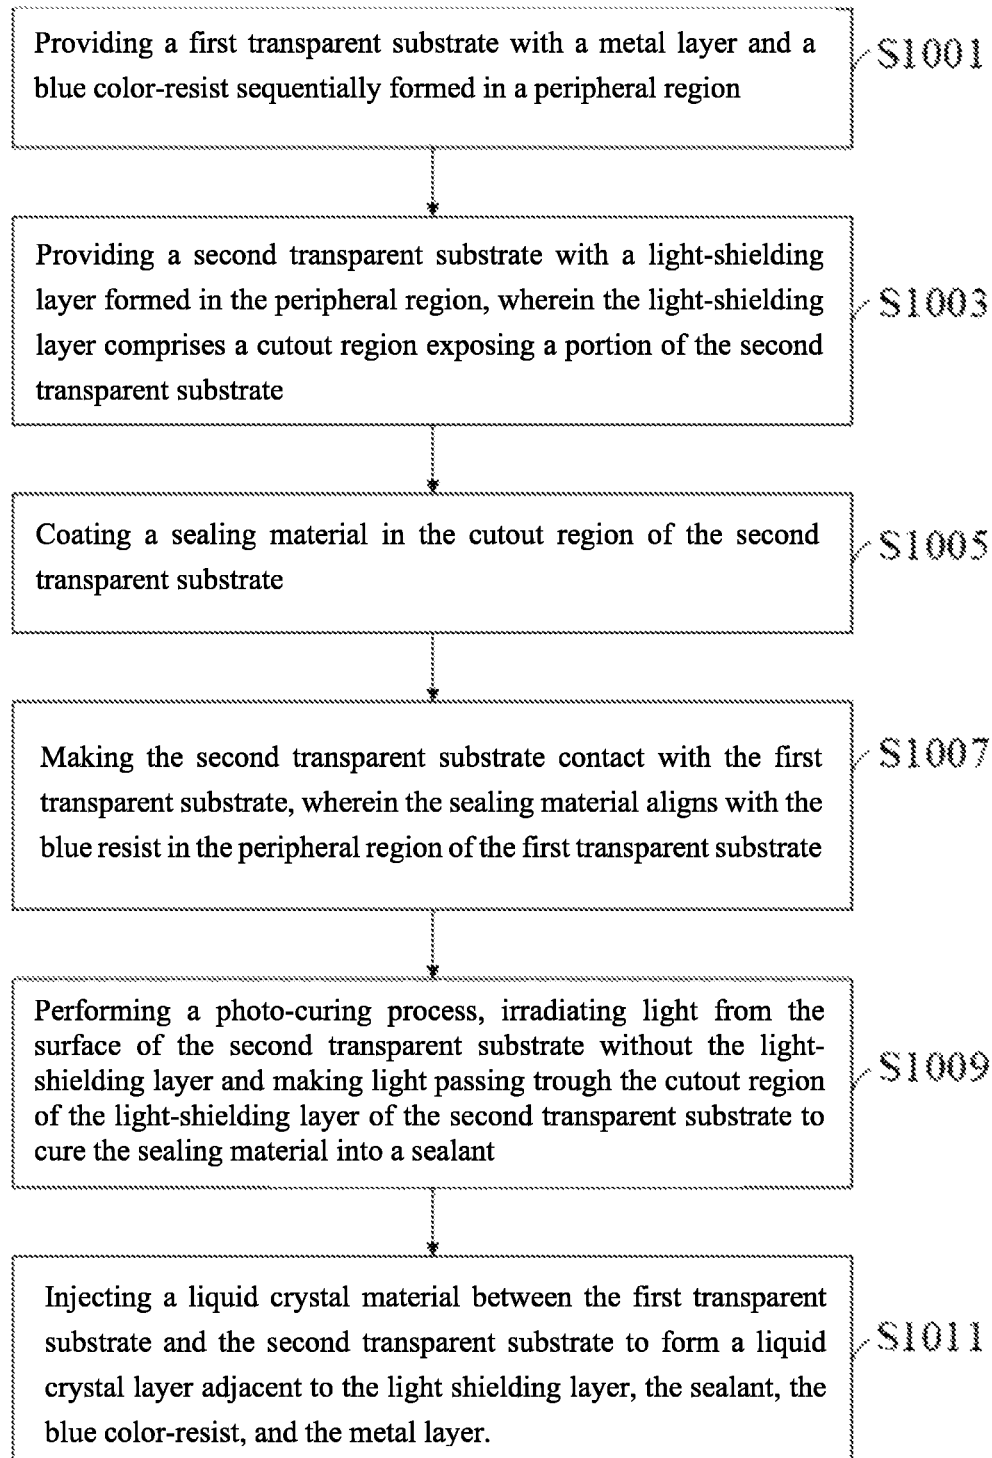 Providing a first transparent substrate with a metal layer and a
blue color-resist sequentially formed in a peripheral region
S1001
Providing a second transparent substrate with a light-shielding
layer formed in the peripheral region, wherein the light-shielding
layer comprises a cutout region exposing a portion of the second
transparent substrate
S1003
Coating a sealing material in the cutout region of the second
transparent substrate
S1005
Making the second transparent substrate contact with the first
transparent substrate, wherein the sealing material aligns with the
blue resist in the peripheral region of the first transparent substrate
S1007
Performing a photo-curing process, irradiating light from the
surface of the second transparent substrate without the light-
shielding layer and making light passing trough the cutout region
of the light-shielding layer of the second transparent substrate to
cure the sealing material into a sealant
S1009
Injecting a liquid crystal material between the first transparent
substrate and the second transparent substrate to form a liquid
crystal layer adjacent to the light shielding layer, the sealant, the
blue color-resist, and the metal layer.
S1011